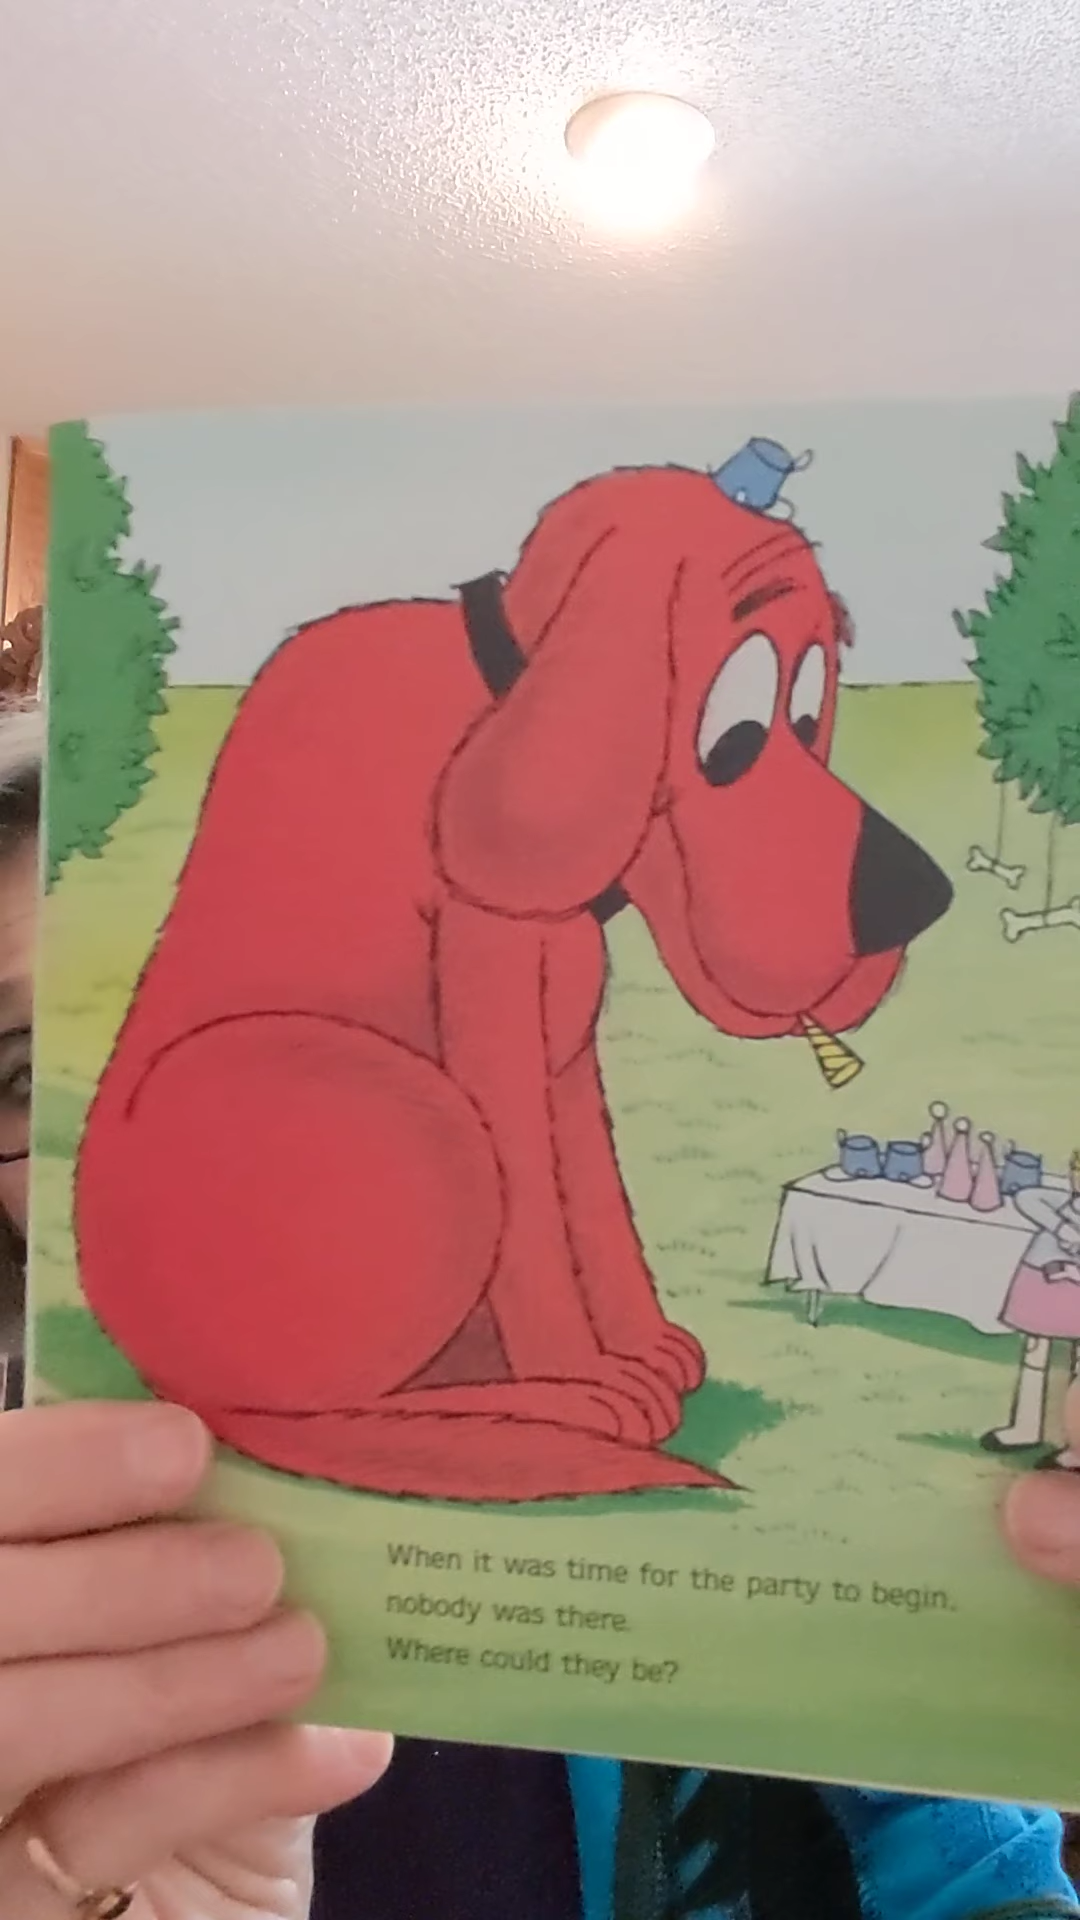 When it was time for the party to begin,
nobody was there.
Where could they be?